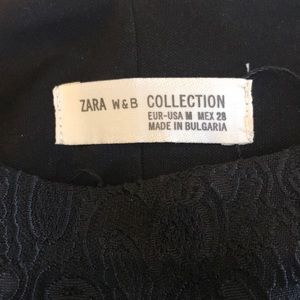 ZARA W&B COLLECTION
EUR-USA M MEX 28
MADE IN BULGARIA